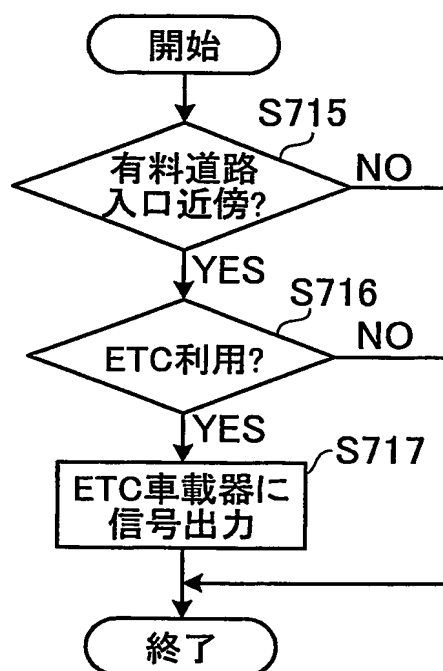 開始
S715
有料道路
入口近傍?
NO
YES
S716
ETC利用?
NO
YES
S717
ETC車載器に
信号出力
終了